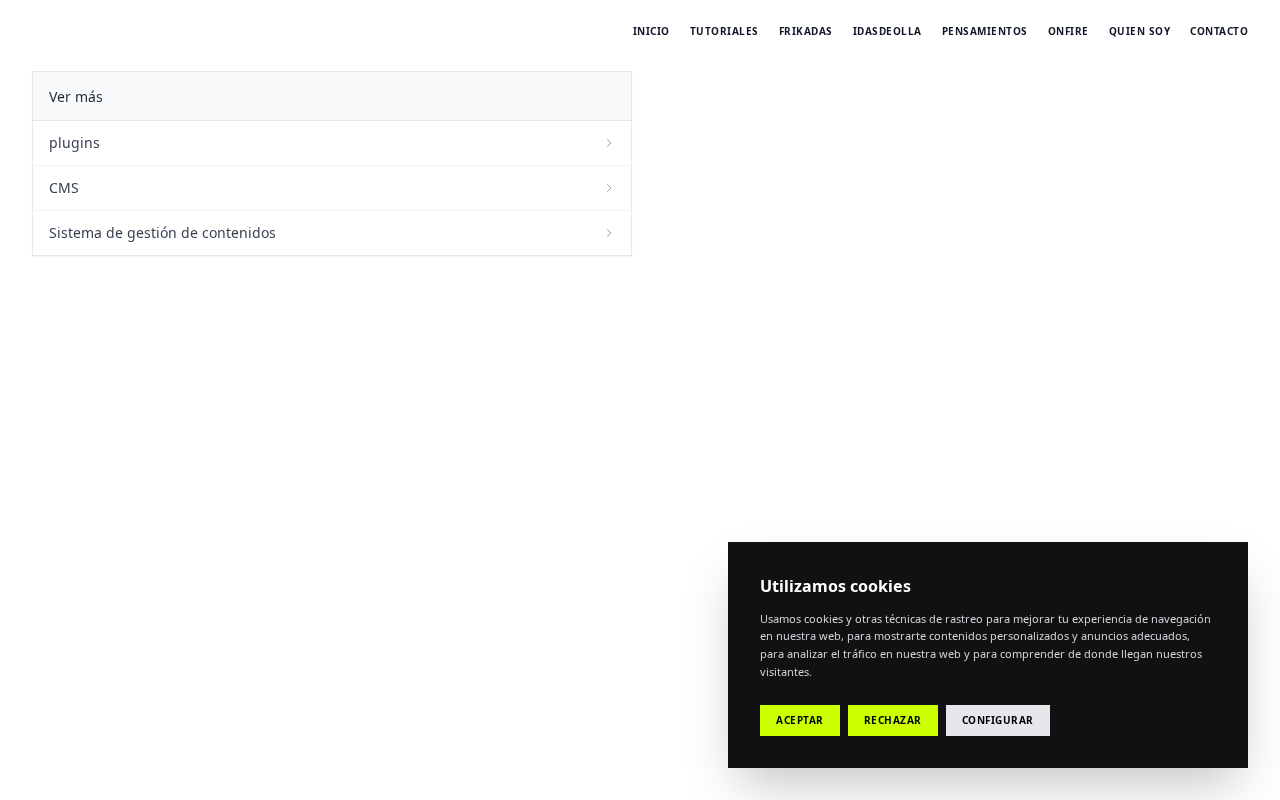 INICIO TUTORIALES FRIKADAS IDASDEOLLA PENSAMIENTOS ONFIRE QUIEN SOY CONTACTO
Ver más
plugins
CMS
Sistema de gestión de contenidos
Utilizamos cookies
Usamos cookies y otras técnicas de rastreo para mejorar tu experiencia de navegación
en nuestra web, para mostrarte contenidos personalizados y anuncios adecuados,
para analizar el tráfico en nuestra web y para comprender de donde llegan nuestros
visitantes.
ACEPTAR RECHAZAR CONFIGURAR